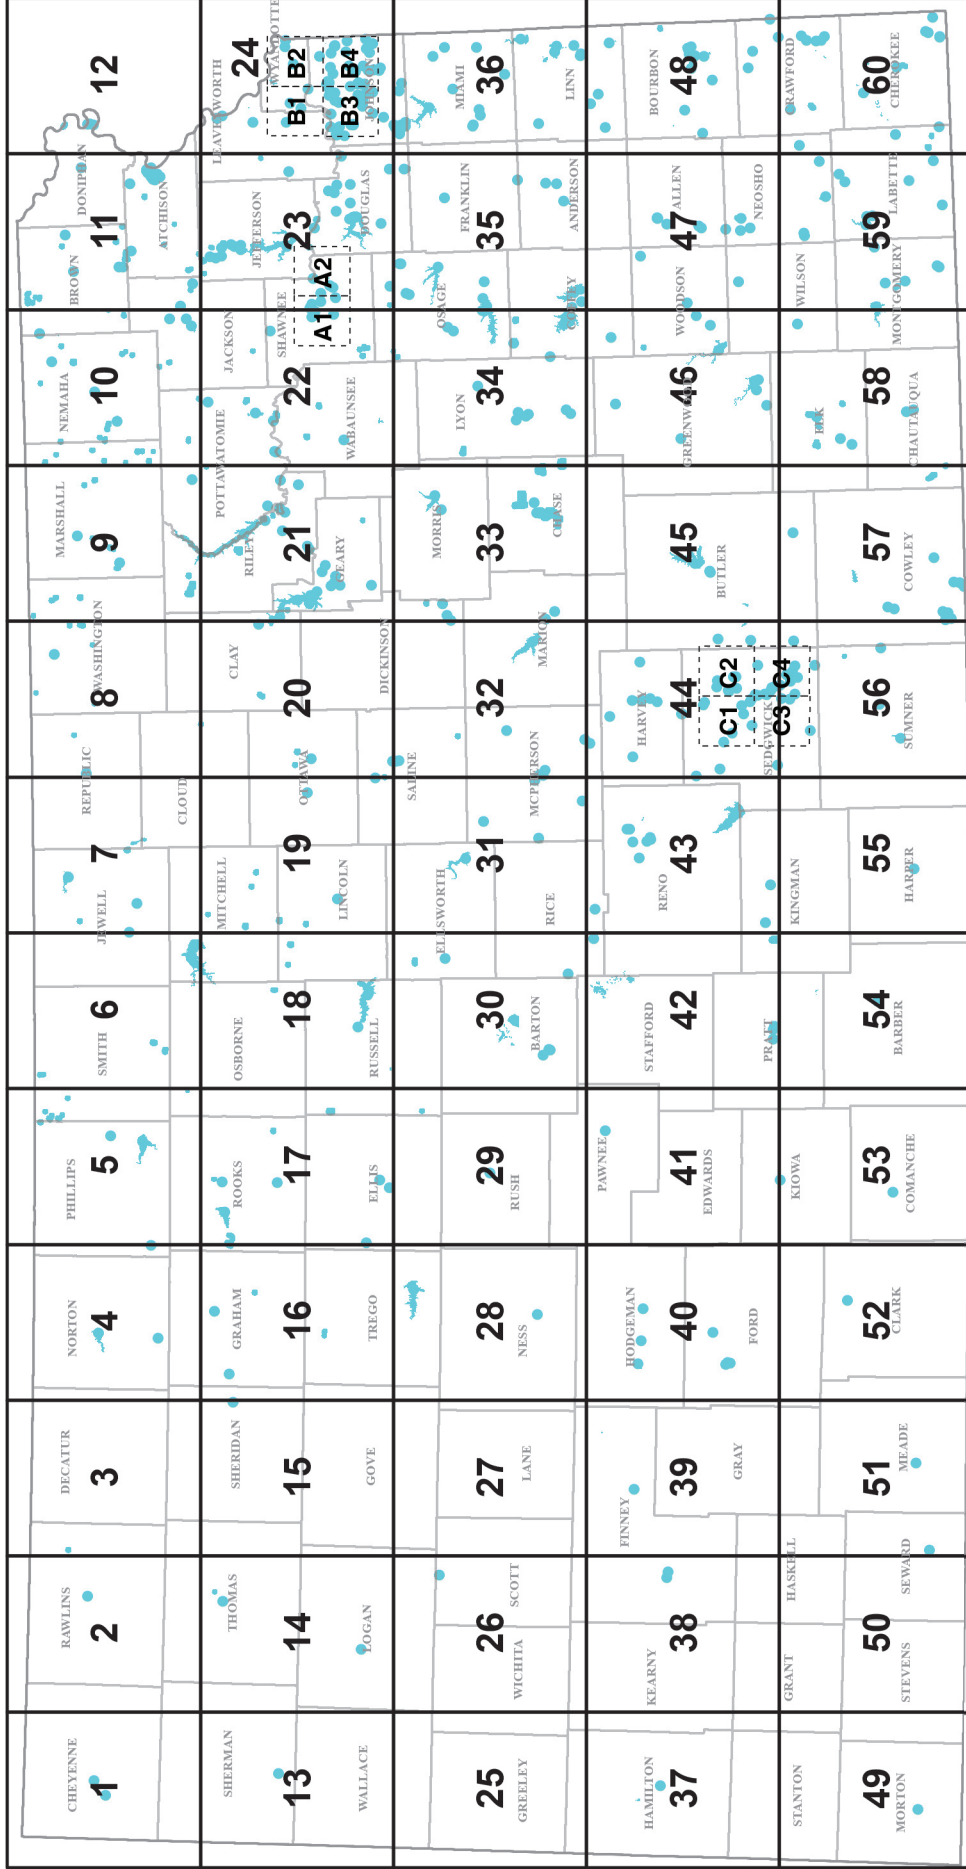 CHEYENNE
1
RAWLINS
2
DECATUR
3
NORTON
4
PHILLIPS
5
SMITH
6
JEWELL
7
REPUBLIC
CLOUD
WASHINGTON
8
MARSHALL
9
NEMAHA
10
BROWN
11
DONIPHAN
ATCHISON
12
SHERMAN
13
WALLACE
THOMAS
14
LOGAN
SHERIDAN
15
GOVE
GRAHAM
16
TREGO
ROOKS
17
ELLIS
OSBORNE
18
RUSSELL
MITCHELL
19
LINCOLN
OTTAWA
CLAY
20
DICKINSON
POTTAWATOMIE
RILEY
21
GEARY
JACKSON
SHAWNEE
22
WABAUNSEE
A1
A2
JEFFERSON
23
DOUGLAS
LEAVENWORTH
24
WYANDOTTE
B1
B2
B3
B4
JOHNSON
25
GREELEY
26
WICHITA
SCOTT
27
LANE
28
NESS
29
RUSH
30
BARTON
ELLSWORTH
31
RICE
SALINE
MCPHERSON
32
MARION
MORRIS
33
CHASE
LYON
34
OSAGE
COFFEY
FRANKLIN
35
ANDERSON
MIAMI
36
LINN
HAMILTON
37
KEARNY
38
FINNEY
39
GRAY
HODGEMAN
40
FORD
PAWNEE
41
EDWARDS
STAFFORD
42
PRATT
RENO
43
HARVEY
44
C1
C2
C3
C4
SEDGWICK
45
BUTLER
GREENWOOD
46
WOODSON
ALLEN
47
NEOSHO
BOURBON
48
CRAWFORD
STANTON
49
MORTON
GRANT
HASKELL
50
STEVENS
SEWARD
51
MEADE
52
CLARK
KIOWA
53
COMANCHE
54
BARBER
KINGMAN
55
HARPER
56
SUMNER
57
COWLEY
ELK
58
CHAUTAUQUA
WILSON
MONTGOMERY
59
LABETTE
60
CHEROKEE